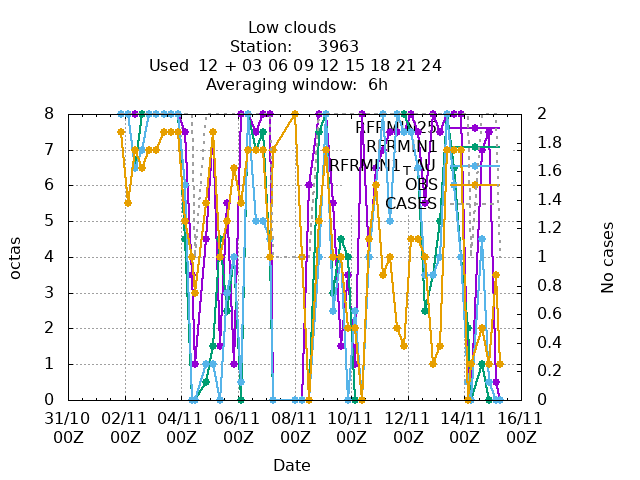 Low clouds
Station: 3963
Used 12 + 03 06 09 12 15 18 21 24
Averaging window: 6h
8
7
6
5
4
3
2
1
0
octas
2
1.8
1.6
1.4
1.2
1
0.8
0.6
0.4
0.2
0
No cases
RFRMIN25
RFRMIN1
RFRMIN1_AU
OBS
CASES
31/10 02/11 04/11 06/11 08/11 10/11 12/11 14/11 16/11
00Z 00Z 00Z 00Z 00Z 00Z 00Z 00Z 00Z
Date